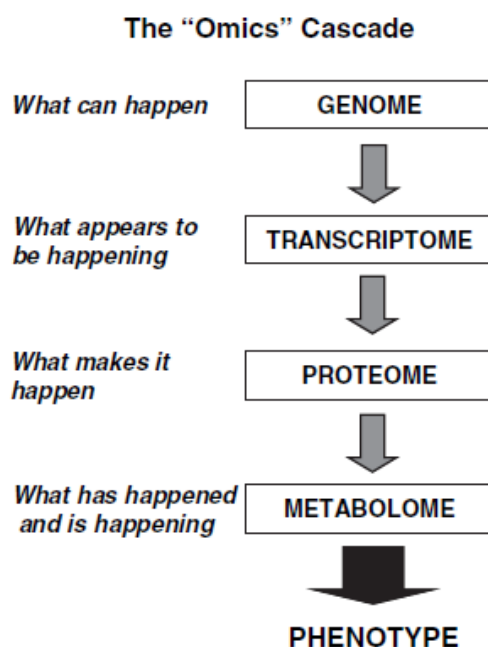 The “Omics” Cascade
What can happen
GENOME
What appears to
be happening
TRANSCRIPTOME
What makes it
happen
PROTEOME
What has happened
and is happening
METABOLOME
PHENOTYPE